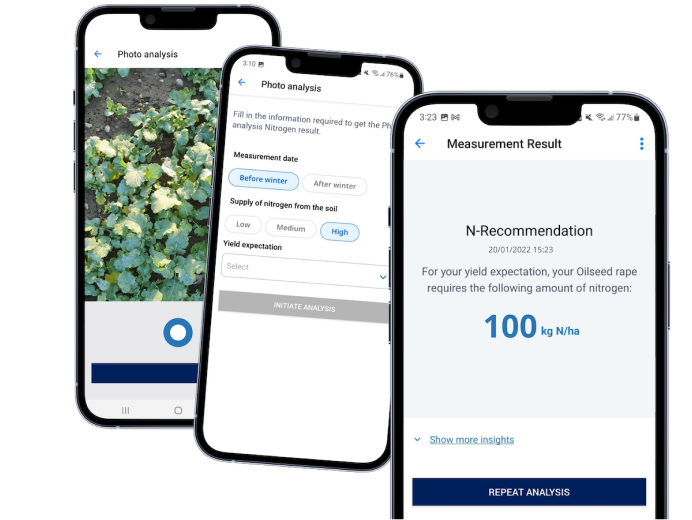 Photo analysis
3:10
76%
Photo analysis
Fill in the information required to get the Ph
analysis Nitrogen result.
Measurement date
Before winter
After winter
Supply of nitrogen from the soil
Low
Medium
High
Yield expectation
Select
INITIATE ANALYSIS
3:23
77%
Measurement Result
N-Recommendation
20/01/2022 15:23
For your yield expectation, your Oilseed rape
requires the following amount of nitrogen:
100 kg N/ha
Show more insights
REPEAT ANALYSIS